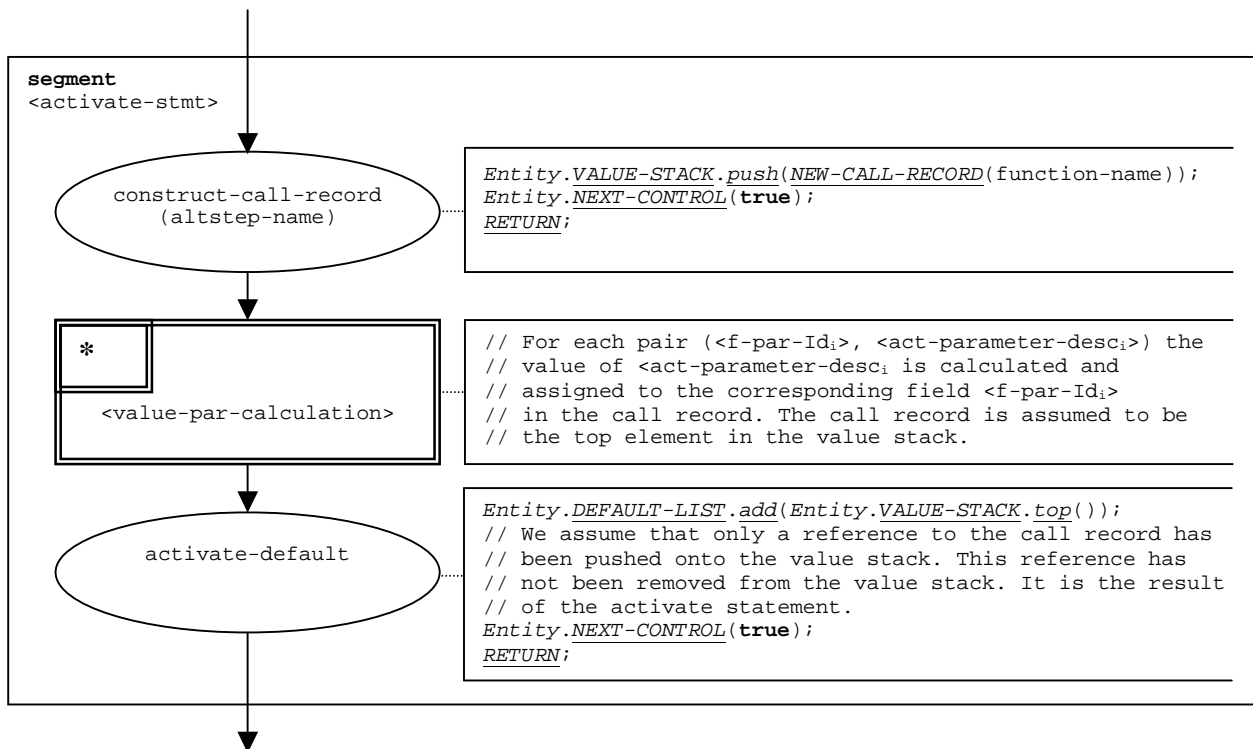 segment
<activate-stmt>
construct-call-record
(altstep-name)
Entity.VALUE-STACK.push(NEW-CALL-RECORD(function-name));
Entity.NEXT-CONTROL(true);
RETURN;
*
<value-par-calculation>
// For each pair (<f-par-Idi>, <act-parameter-desci>) the
// value of <act-parameter-desci is calculated and
// assigned to the corresponding field <f-par-Idi>
// in the call record. The call record is assumed to be
// the top element in the value stack.
activate-default
Entity.DEFAULT-LIST.add(Entity.VALUE-STACK.top());
// We assume that only a reference to the call record has
// been pushed onto the value stack. This reference has
// not been removed from the value stack. It is the result
// of the activate statement.
Entity.NEXT-CONTROL(true);
RETURN;